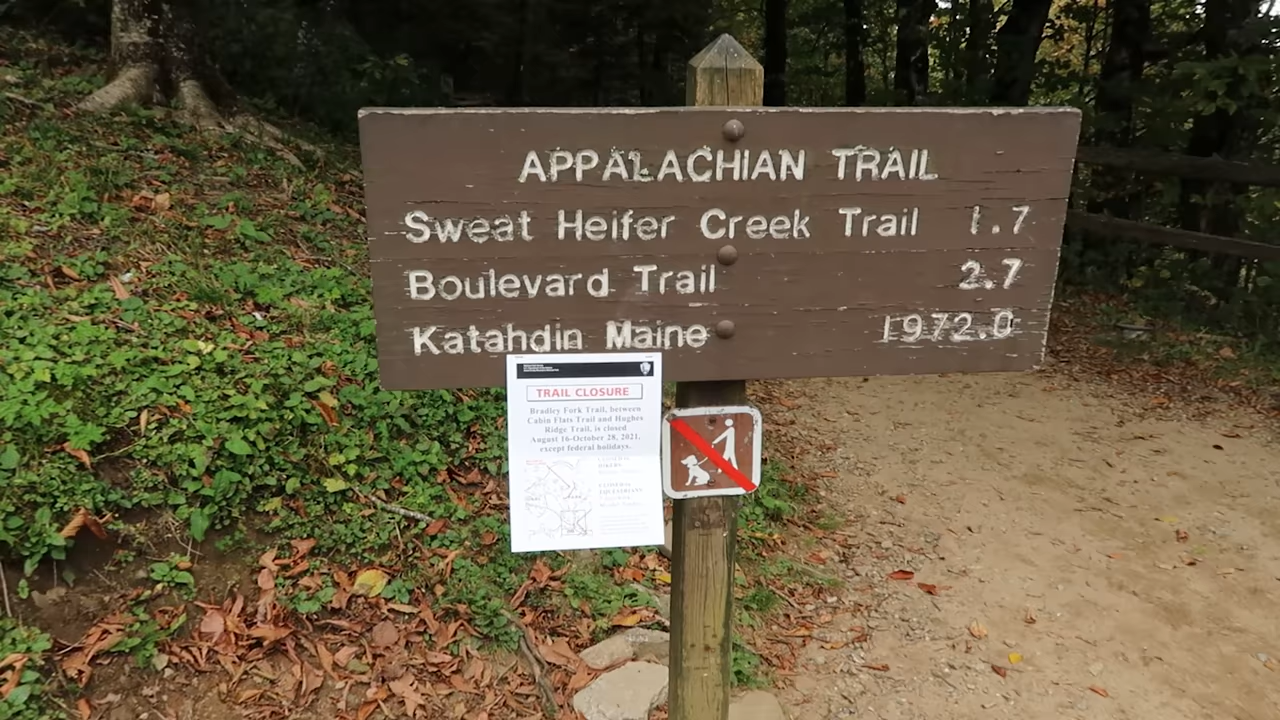 APPALACHIAN TRAIL
Sweat Heifer Creek Trail 1.7
Boulevard Trail 2.7
Katahdin Maine 1972.0
TRAIL CLOSURE
Bradley Fork Trail, between
Cabin Flats Trail and Hughes
Ridge Trail, is closed
August 16-October 28, 2021,
except federal holidays.